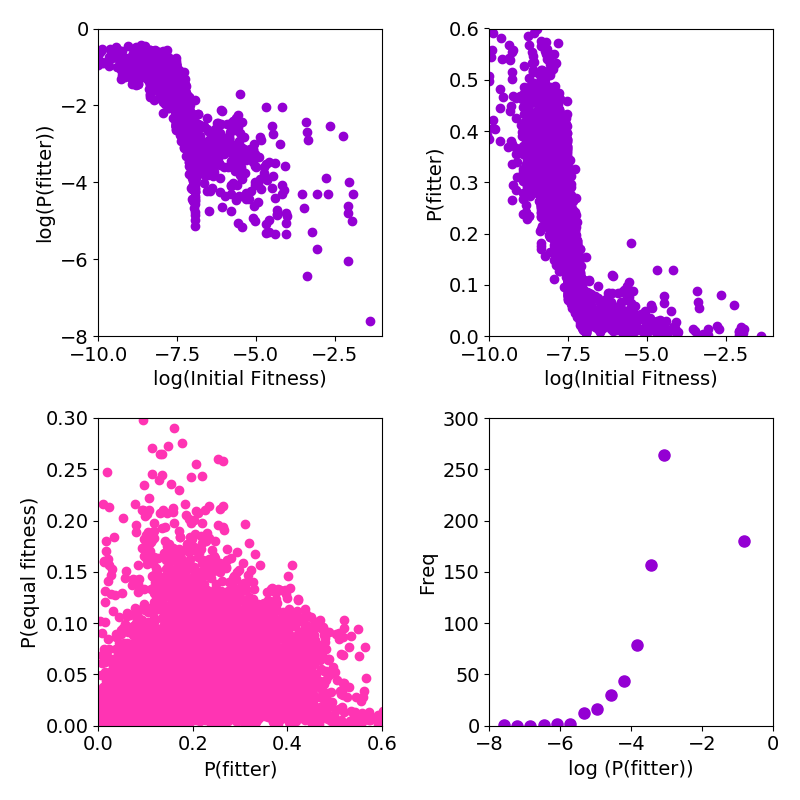 0
−2
−4
−6
−8
−10.0 −7.5 −5.0 −2.5
log(P(fitter))
log(Initial Fitness)
0.6
0.5
0.4
0.3
0.2
0.1
0.0
−10.0 −7.5 −5.0 −2.5
P(fitter)
log(Initial Fitness)
0.30
0.25
0.20
0.15
0.10
0.05
0.00
0.0 0.2 0.4 0.6
P(equal fitness)
P(fitter)
300
250
200
150
100
50
0
−8 −6 −4 −2 0
Freq
log (P(fitter))